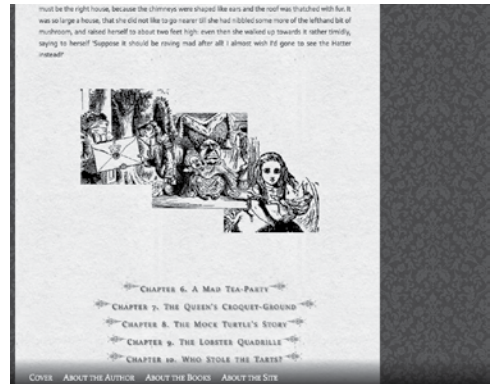 must be the right house, because the chimneys were shaped like ears and the roof was thatched with fur. It
was so large a house, that she did not like to go nearer till she had nibbled some more of the lefthand bit of
mushroom, and raised herself to about two feet high: even then she walked up towards it rather timidly,
saying to herself 'Suppose it should be raving mad after all! I almost wish I'd gone to see the Hatter
instead!'
Chapter 6. A Mad Tea-Party
Chapter 7. The Queen's Croquet-Ground
Chapter 8. The Mock Turtle's Story
Chapter 9. The Lobster Quadrille
Chapter 10. Who Stole the Tarts?
Cover About the Author About the Books About the Site